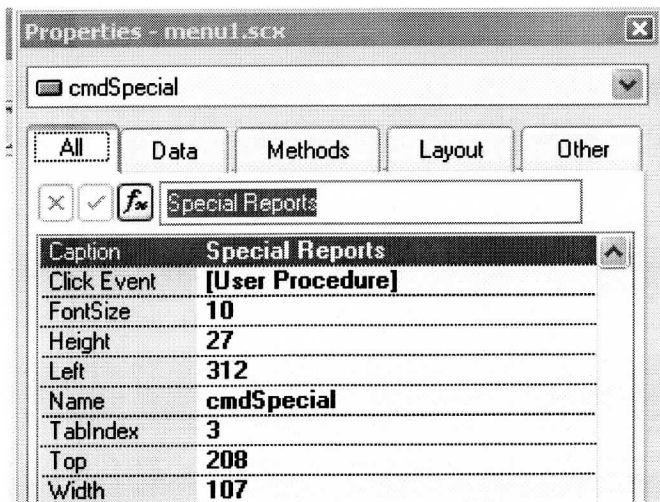 Properties - menu1.scx
cmdSpecial
All Data Methods Layout Other
fx Special Reports
Caption Special Reports
Click Event [User Procedure]
FontSize 10
Height 27
Left 312
Name cmdSpecial
TabIndex 3
Top 208
Width 107